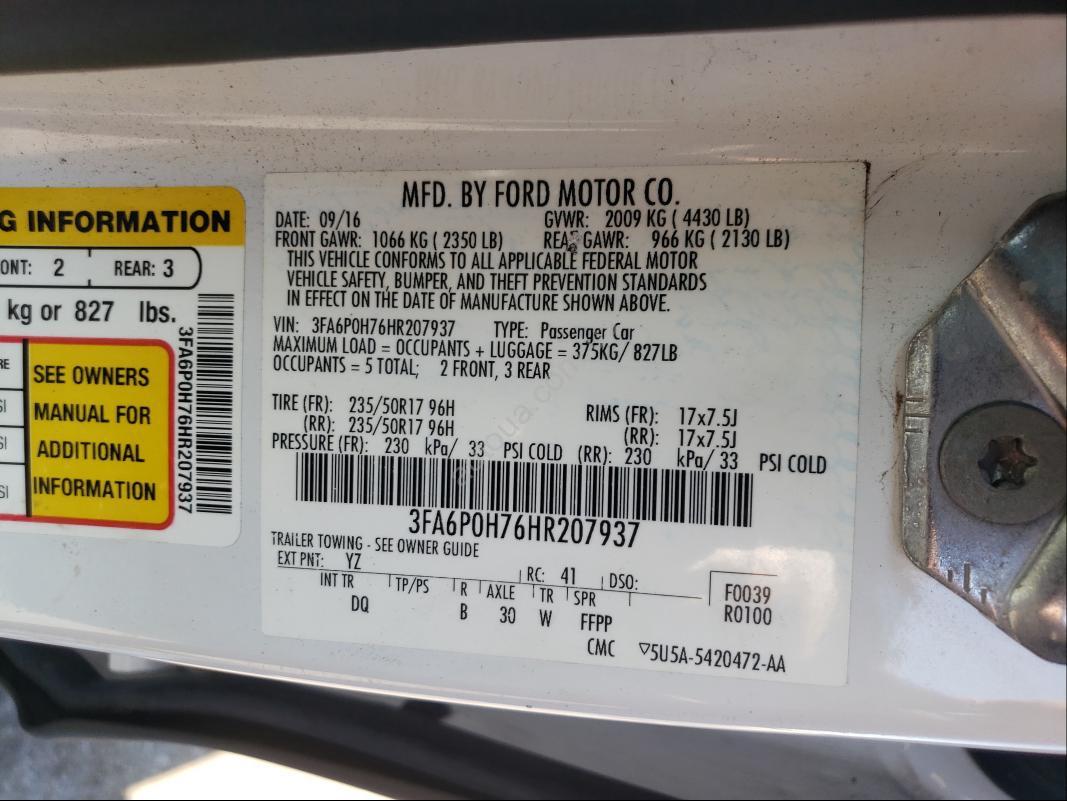 G INFORMATION
ONT: 2 REAR: 3
kg or 827 lbs.
RE
SI
SI
SI
SEE OWNERS
MANUAL FOR
ADDITIONAL
INFORMATION
3FA6P0H76HR207937
MFD. BY FORD MOTOR CO.
DATE: 09/16 GVWR: 2009 KG ( 4430 LB)
FRONT GAWR: 1066 KG ( 2350 LB) REAR GAWR: 966 KG ( 2130 LB)
THIS VEHICLE CONFORMS TO ALL APPLICABLE FEDERAL MOTOR
VEHICLE SAFETY, BUMPER, AND THEFT PREVENTION STANDARDS
IN EFFECT ON THE DATE OF MANUFACTURE SHOWN ABOVE.
VIN: 3FA6P0H76HR207937 TYPE: Passenger Car
MAXIMUM LOAD = OCCUPANTS + LUGGAGE = 375KG/ 827LB
OCCUPANTS = 5 TOTAL; 2 FRONT, 3 REAR
TIRE (FR): 235/50R17 96H RIMS (FR): 17x7.5J
(RR): 235/50R17 96H (RR): 17x7.5J
PRESSURE (FR): 230 kPa/ 33 PSI COLD (RR): 230 kPa/ 33 PSI COLD
3FA6P0H76HR207937
TRAILER TOWING - SEE OWNER GUIDE
EXT PNT: YZ RC: 41 DSO:
INT TR TP/PS R AXLE TR SPR F0039
DQ B 30 W FFPP R0100
CMC 5U5A-5420472-AA